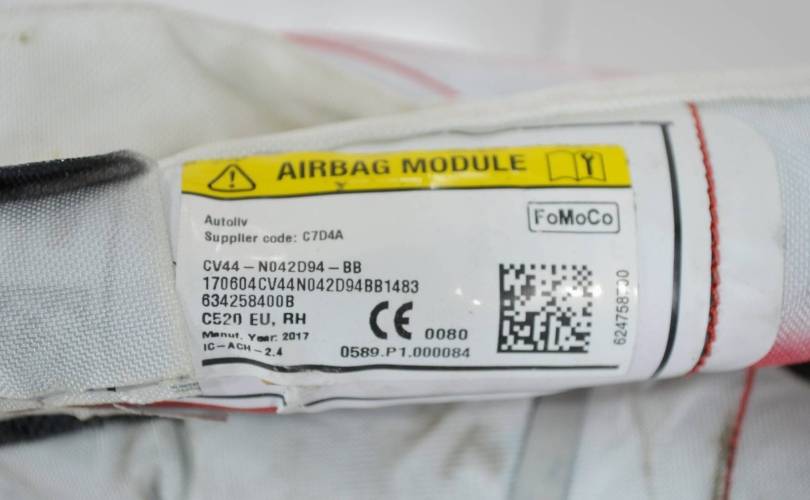 AIRBAG MODULE
Autoliv
Supplier code: C7D4A
FoMoCo
CV44-N042D94-BB
170604CV44N042D94BB1483
634258400B
C520 EU, RH
Manuf. Year: 2017
IC-ACH-2.4
CE 0080
0589.P1.000084